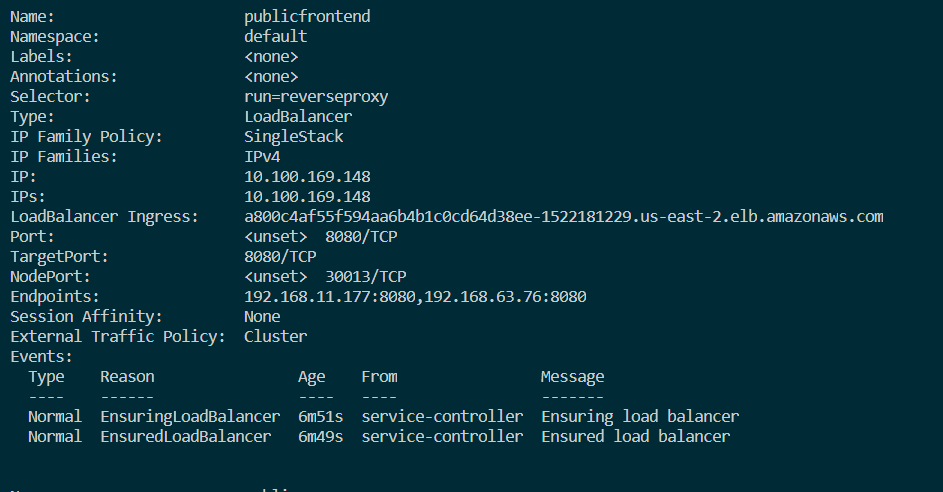 Name: publicfrontend
Namespace: default
Labels: <none>
Annotations: <none>
Selector: run=reverseproxy
Type: LoadBalancer
IP Family Policy: SingleStack
IP Families: IPv4
IP: 10.100.169.148
IPs: 10.100.169.148
LoadBalancer Ingress: a800c4af55f594aa6b4b1c0cd64d38ee-1522181229.us-east-2.elb.amazonaws.com
Port: <unset> 8080/TCP
TargetPort: 8080/TCP
NodePort: <unset> 30013/TCP
Endpoints: 192.168.11.177:8080,192.168.63.76:8080
Session Affinity: None
External Traffic Policy: Cluster
Events:
Type Reason Age From Message
---- ------ ---- ---- -------
Normal EnsuringLoadBalancer 6m51s service-controller Ensuring load balancer
Normal EnsuredLoadBalancer 6m49s service-controller Ensured load balancer